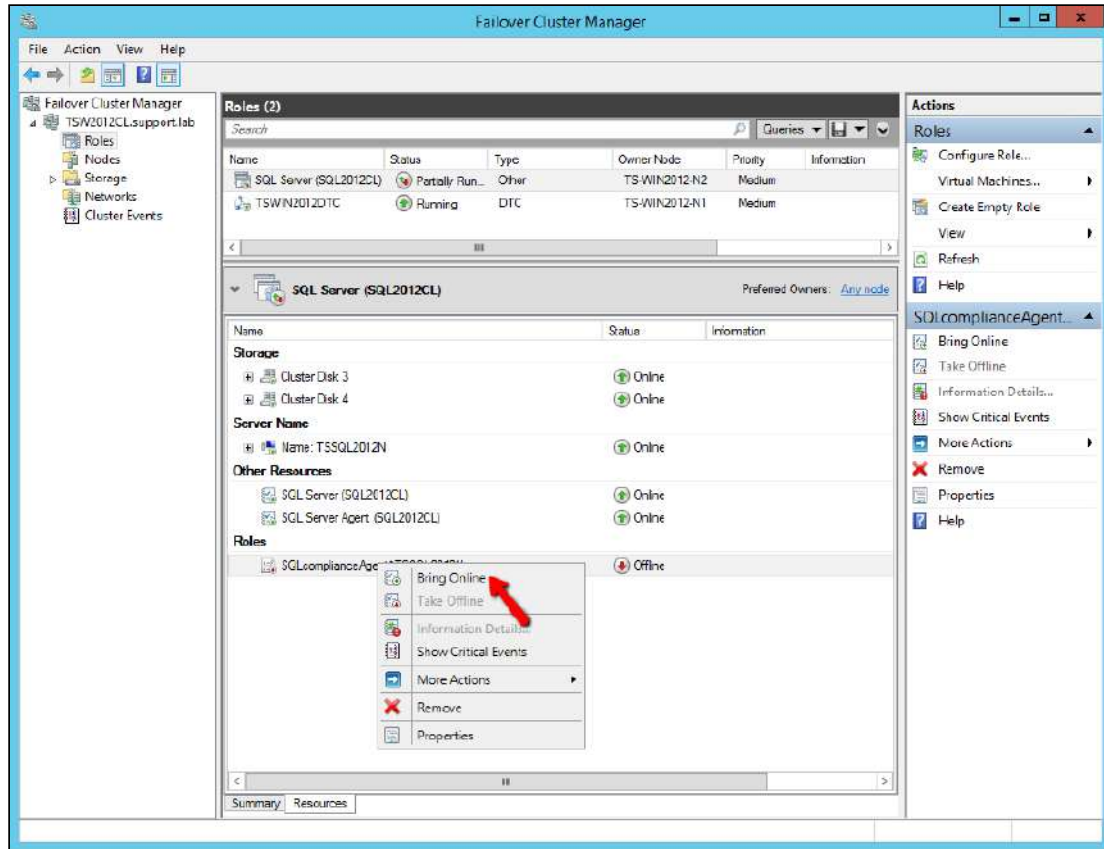 Failover Cluster Manager
File Action View Help
Failover Cluster Manager
TSW2012CL.support.lab
Roles
Nodes
Storage
Networks
Cluster Events
Roles (2)
Search
Queries
Name Status Type Owner Node Priority Information
SQL Server (SQL2012CL) Partially Run... Other TS-WIN2012-N2 Medium
TSWIN2012DTC Running DTC TS-WIN2012-N1 Medium
SQL Server (SQL2012CL) Preferred Owners: Any node
Name Status Information
Storage
Cluster Disk 3 Online
Cluster Disk 4 Online
Server Name
Name: TSSQL2012N Online
Other Resources
SQL Server (SQL2012CL) Online
SQL Server Agent (SQL2012CL) Online
Roles
Offline
Bring Online
Take Offline
Information Details...
Show Critical Events
More Actions
Remove
Properties
Summary Resources
Actions
Roles
Configure Role...
Virtual Machines...
Create Empty Role
View
Refresh
Help
SQLcomplianceAgent...
Bring Online
Take Offline
Information Details...
Show Critical Events
More Actions
Remove
Properties
Help